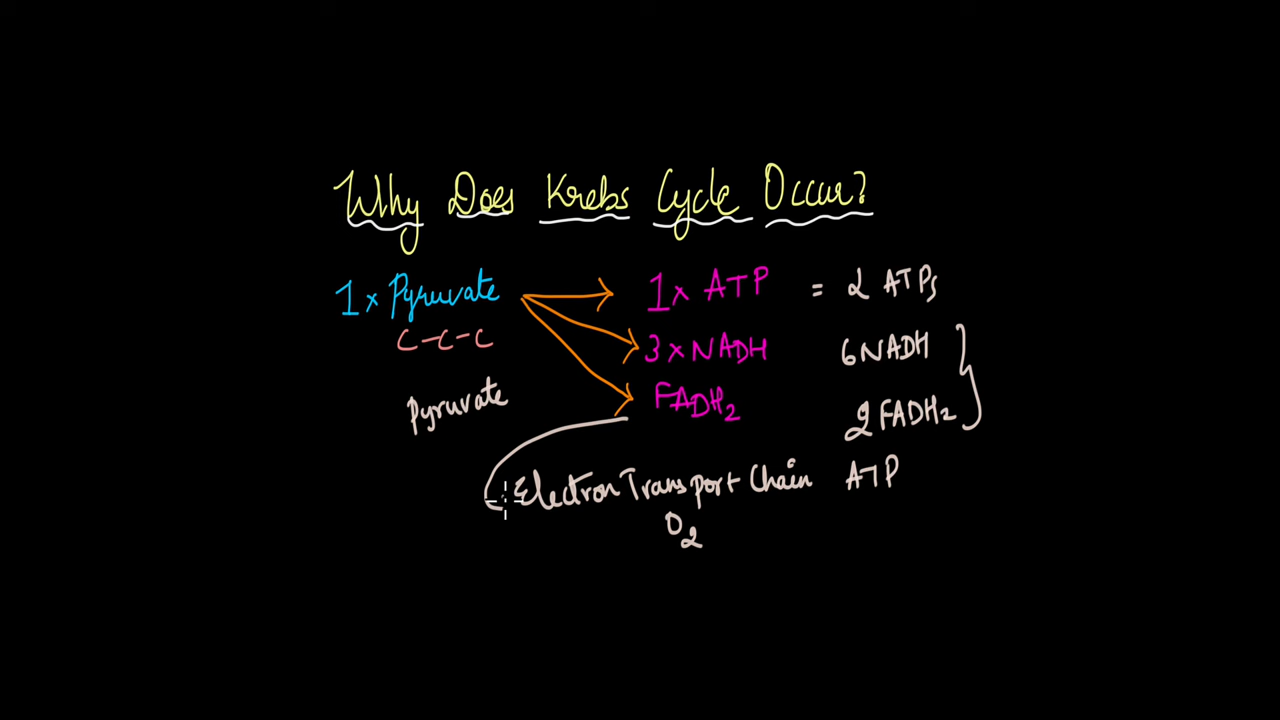 Why Does Krebs Cycle Occur?
1 x Pyruvate 1 x ATP = 2 ATPs
C-C-C 3 x NADH 6 NADH
Pyruvate FADH2 2 FADH2
Electron Transport Chain ATP
O2